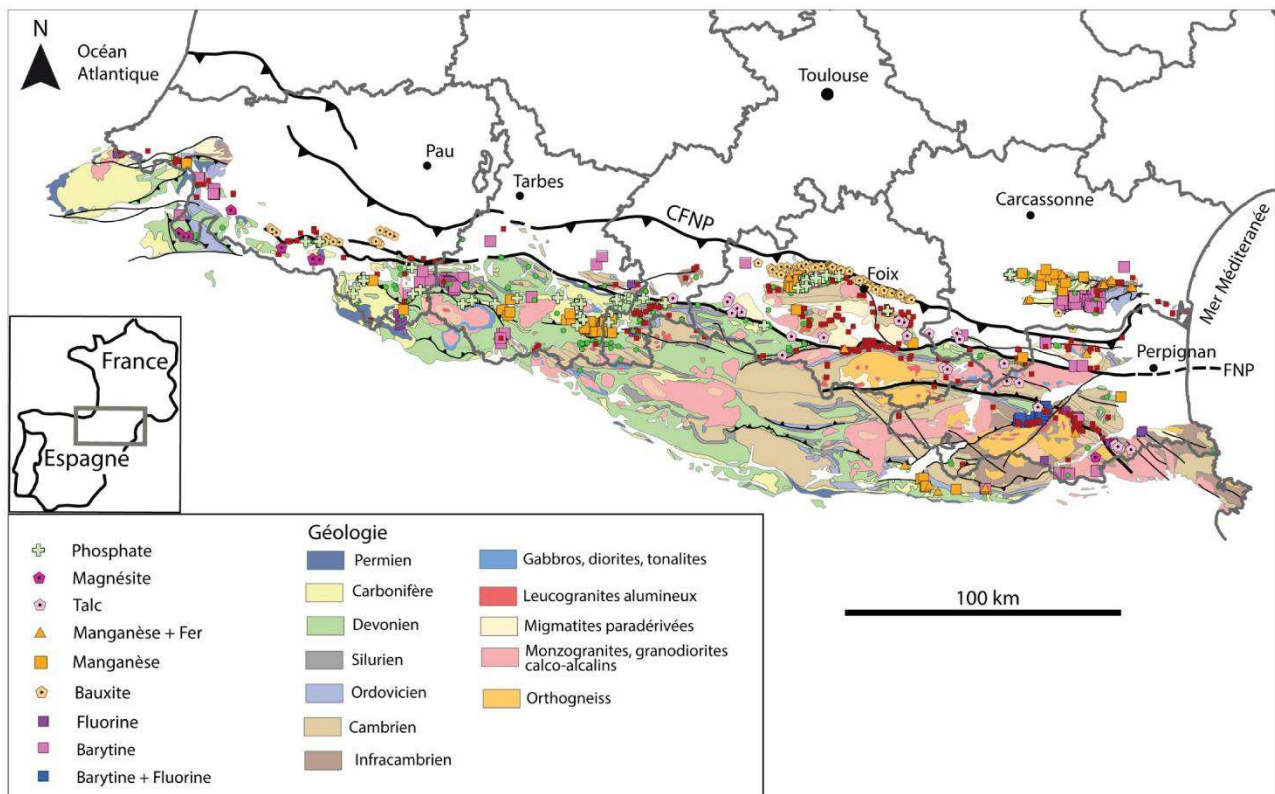 N
Océan
Atlantique
Toulouse
Pau
Tarbes
Carcassonne
CFNP
Foix
Mer Méditeranée
Perpignan
FNP
France
Espagne
100 km
Phosphate
Magnésite
Talc
Manganèse + Fer
Manganèse
Bauxite
Fluorine
Barytine
Barytine + Fluorine
Géologie
Permien
Carbonifère
Devonien
Silurien
Ordovicien
Cambrien
Infracambrien
Gabbros, diorites, tonalites
Leucogranites alumineux
Migmatites paradérivées
Monzogranites, granodiorites
calco-alcalins
Orthogneiss